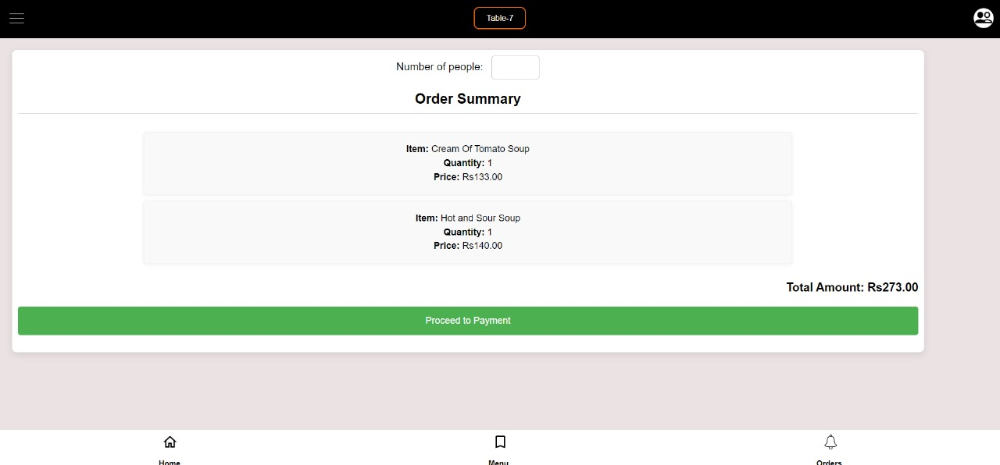 Table-7
Number of people:
Order Summary
Item: Cream Of Tomato Soup
Quantity: 1
Price: Rs133.00
Item: Hot and Sour Soup
Quantity: 1
Price: Rs140.00
Total Amount: Rs273.00
Proceed to Payment
Home
Menu
Orders